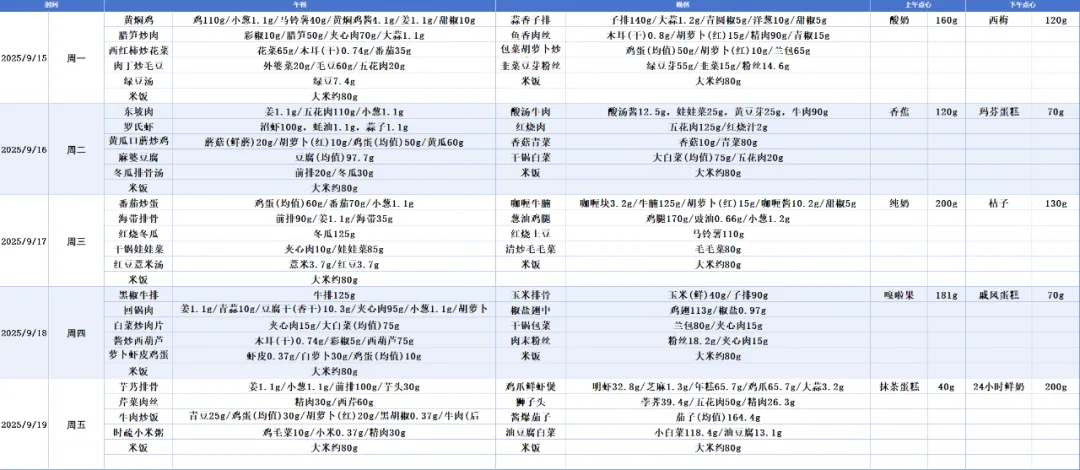 时间 午餐 晚餐 上午点心 下午点心
黄焖鸡 鸡110g/小葱1.1g/马铃薯40g/黄焖鸡酱4.1g/姜1.1g/甜椒10g 蒜香子排 子排140g/大蒜1.2g/青圆椒5g/洋葱10g/甜椒5g 酸奶 160g 西梅 120g
腊笋炒肉 彩椒10g/腊笋50g/夹心肉70g/大蒜1.1g 鱼香肉丝 木耳(干)0.8g/胡萝卜(红)15g/精肉90g/青椒15g
西红柿炒花菜 花菜65g/木耳(干)0.74g/番茄35g 包菜胡萝卜炒 鸡蛋(均值)50g/胡萝卜(红)10g/兰包65g
2025/9/15 周一
肉丁炒毛豆 外婆菜20g/毛豆60g/五花肉20g 韭菜豆芽粉丝 绿豆芽55g/韭菜15g/粉丝14.6g
绿豆汤 绿豆7.4g 米饭 大米约80g
米饭 大米约80g
东坡肉 姜1.1g/五花肉110g/小葱1.1g 酸汤牛肉 酸汤酱12.5g，娃娃菜25g，黄豆芽25g，牛肉90g 香蕉 120g 玛芬蛋糕 70g
罗氏虾 沼虾100g，蚝油1.1g，蒜子1.1g 红烧肉 五花肉125g/红烧汁2g
黄瓜口蘑炒鸡 蘑菇(鲜蘑)20g/胡萝卜(红)10g/鸡蛋(均值)50g/黄瓜60g 香菇青菜 香菇10g/青菜80g
2025/9/16 周二
麻婆豆腐 豆腐(均值)97.7g 干锅白菜 大白菜(均值)75g/五花肉20g
冬瓜排骨汤 前排20g/冬瓜30g 米饭 大米约80g
米饭 大米约80g
番茄炒蛋 鸡蛋(均值)60g/番茄70g/小葱1.1g 咖喱牛腩 咖喱块3.2g/牛腩125g/胡萝卜(红)15g/咖喱酱10.2g/甜椒5g 纯奶 200g 桔子 130g
海带排骨 前排90g/姜1.1g/海带35g 葱油鸡腿 鸡腿170g/豉油0.66g/小葱1.2g
红烧冬瓜 冬瓜125g 红烧土豆 马铃薯110g
2025/9/17 周三
干锅娃娃菜 夹心肉10g/娃娃菜85g 清炒毛毛菜 毛毛菜80g
红豆薏米汤 薏米3.7g/红豆3.7g 米饭 大米约80g
米饭 大米约80g
黑椒牛排 牛排125g 玉米排骨 玉米(鲜)40g/子排90g 嘎啦果 181g 戚风蛋糕 70g
回锅肉 姜1.1g/青蒜10g/豆腐干(香干)10.3g/夹心肉95g/小葱1.1g/胡萝卜 椒盐翅中 鸡翅113g/椒盐0.97g
白菜炒肉片 夹心肉15g/大白菜(均值)75g 干锅包菜 兰包80g/夹心肉15g
2025/9/18 周四
酱炒西葫芦 木耳(干)0.74g/彩椒5g/西葫芦75g 肉末粉丝 粉丝18.2g/夹心肉15g
萝卜虾皮鸡蛋 虾皮0.37g/白萝卜30g/鸡蛋(均值)10g 米饭 大米约80g
米饭 大米约80g
芋艿排骨 姜1.1g/小葱1.1g/前排100g/芋头30g 鸡爪鲜虾煲 明虾32.8g/芝麻1.3g/年糕65.7g/鸡爪65.7g/大蒜3.2g 抹茶蛋糕 40g 24小时鲜奶 200g
芹菜肉丝 精肉30g/西芹60g 狮子头 荸荠39.4g/五花肉50g/精肉26.3g
牛肉炒饭 青豆25g/鸡蛋(均值)30g/胡萝卜(红)20g/黑胡椒0.37g/牛肉(后 酱爆茄子 茄子(均值)164.4g
2025/9/19 周五
时疏小米粥 鸡毛菜10g/小米0.37g/精肉30g 油豆腐白菜 小白菜118.4g/油豆腐13.1g
米饭 大米约80g 米饭 大米约80g